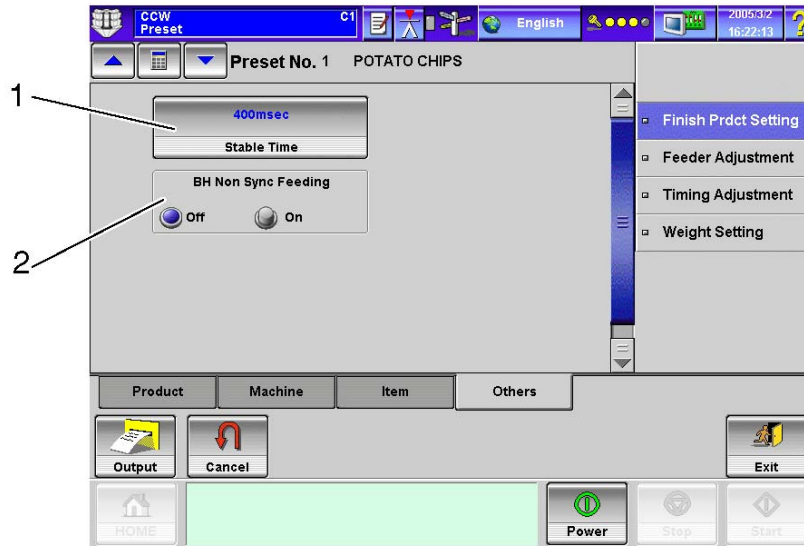 CCW
Preset
C1
English
2005/3/2
16:22:13
?
Preset No. 1 POTATO CHIPS
1
400msec
Stable Time
2
BH Non Sync Feeding
Off On
Finish Prdct Setting
Feeder Adjustment
Timing Adjustment
Weight Setting
Product Machine Item Others
Output Cancel Exit
HOME Power Stop Start